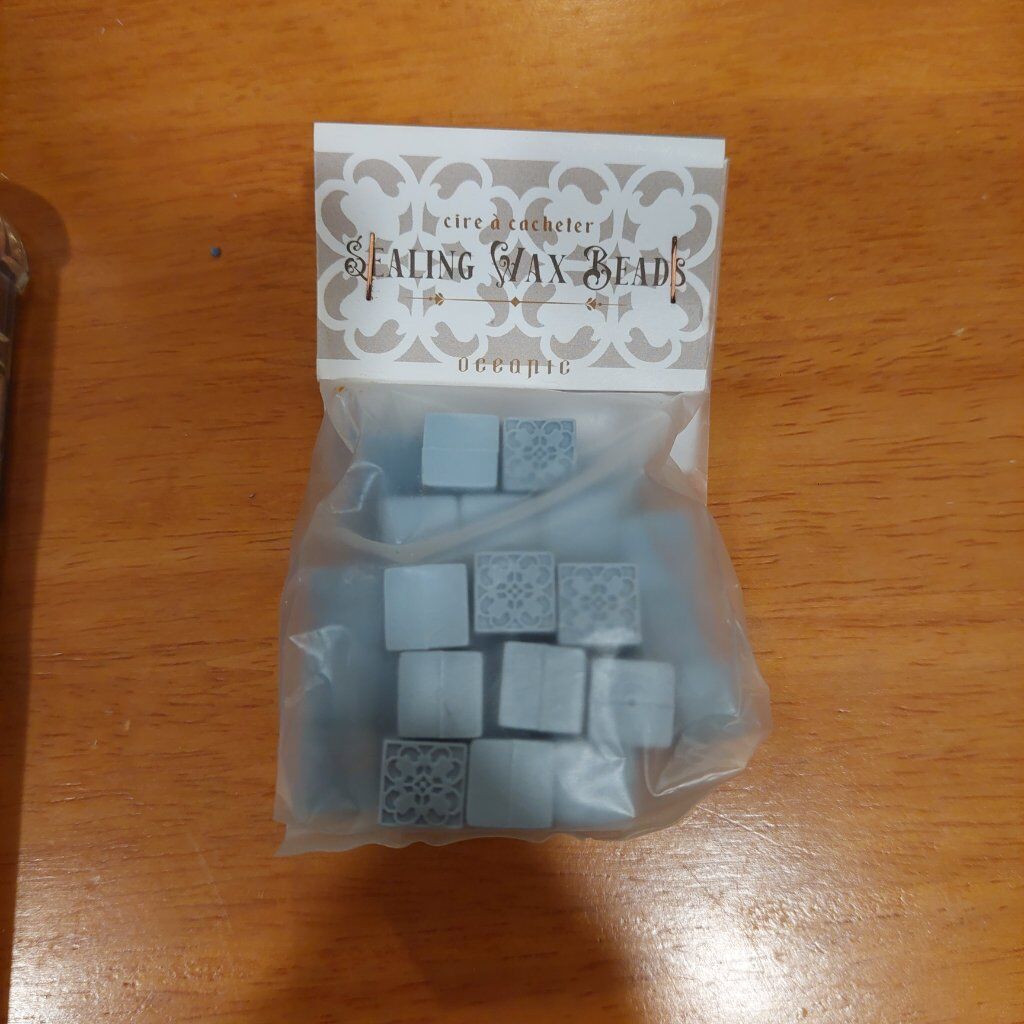 cire à cacheter
Sealing Wax Beads
oceanic